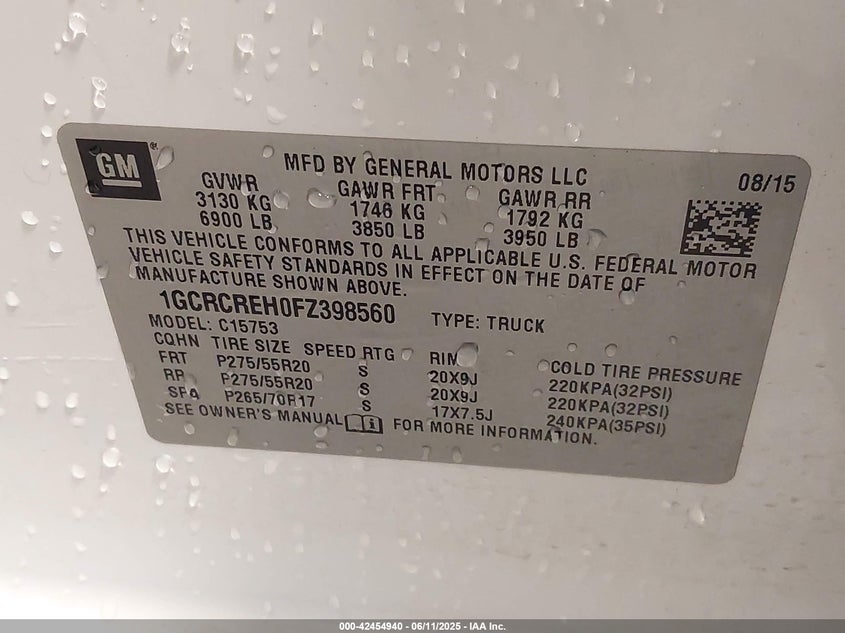 GM®
MFD BY GENERAL MOTORS LLC
08/15
GVWR GAWR FRT GAWR RR
3130 KG 1746 KG 1792 KG
6900 LB 3850 LB 3950 LB
THIS VEHICLE CONFORMS TO ALL APPLICABLE U.S. FEDERAL MOTOR
VEHICLE SAFETY STANDARDS IN EFFECT ON THE DATE OF
MANUFACTURE SHOWN ABOVE.
1GCRCREH0FZ398560 TYPE: TRUCK
MODEL: C15753
CQHN TIRE SIZE SPEED RTG RIM COLD TIRE PRESSURE
FRT P275/55R20 S 20X9J 220KPA(32PSI)
RR P275/55R20 S 20X9J 220KPA(32PSI)
SPA P265/70R17 S 17X7.5J 240KPA(35PSI)
SEE OWNER'S MANUAL FOR MORE INFORMATION.
000-42454940 - 06/11/2025 - IAA Inc.